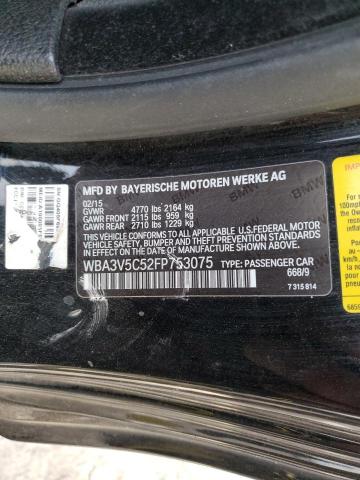 MFD BY BAYERISCHE MOTOREN WERKE AG
02/15
GVWR 4770 lbs 2164 kg
GAWR FRONT 2115 lbs 959 kg
GAWR REAR 2710 lbs 1229 kg
THIS VEHICLE CONFORMS TO ALL APPLICABLE U.S. FEDERAL MOTOR
VEHICLE SAFETY, BUMPER, AND THEFT PREVENTION STANDARDS IN
EFFECT ON THE DATE OF MANUFACTURE SHOWN ABOVE.
WBA3V5C52FP753075 TYPE: PASSENGER CAR
668/9
7 315 814